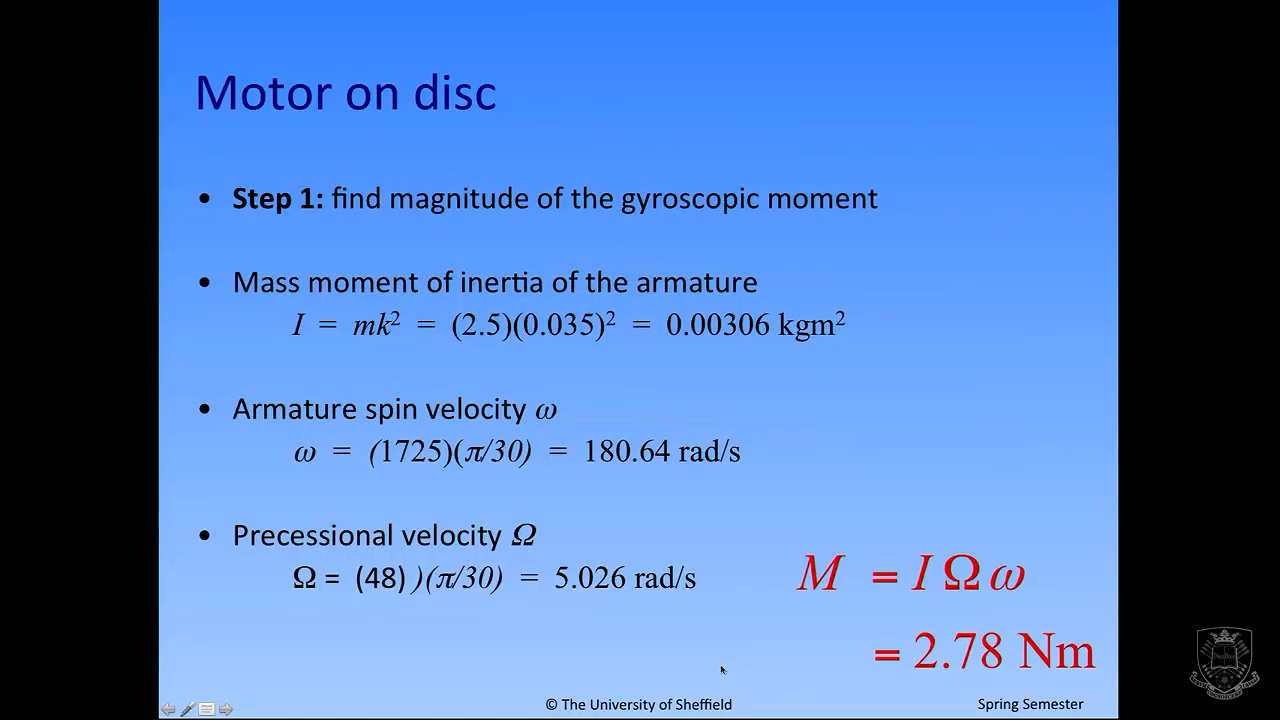 Motor on disc
• Step 1: find magnitude of the gyroscopic moment
• Mass moment of inertia of the armature
I = mk² = (2.5)(0.035)² = 0.00306 kgm²
• Armature spin velocity ω
ω = (1725)(π/30) = 180.64 rad/s
• Precessional velocity Ω
Ω = (48) )(π/30) = 5.026 rad/s
M = I Ω ω
= 2.78 Nm
© The University of Sheffield
Spring Semester